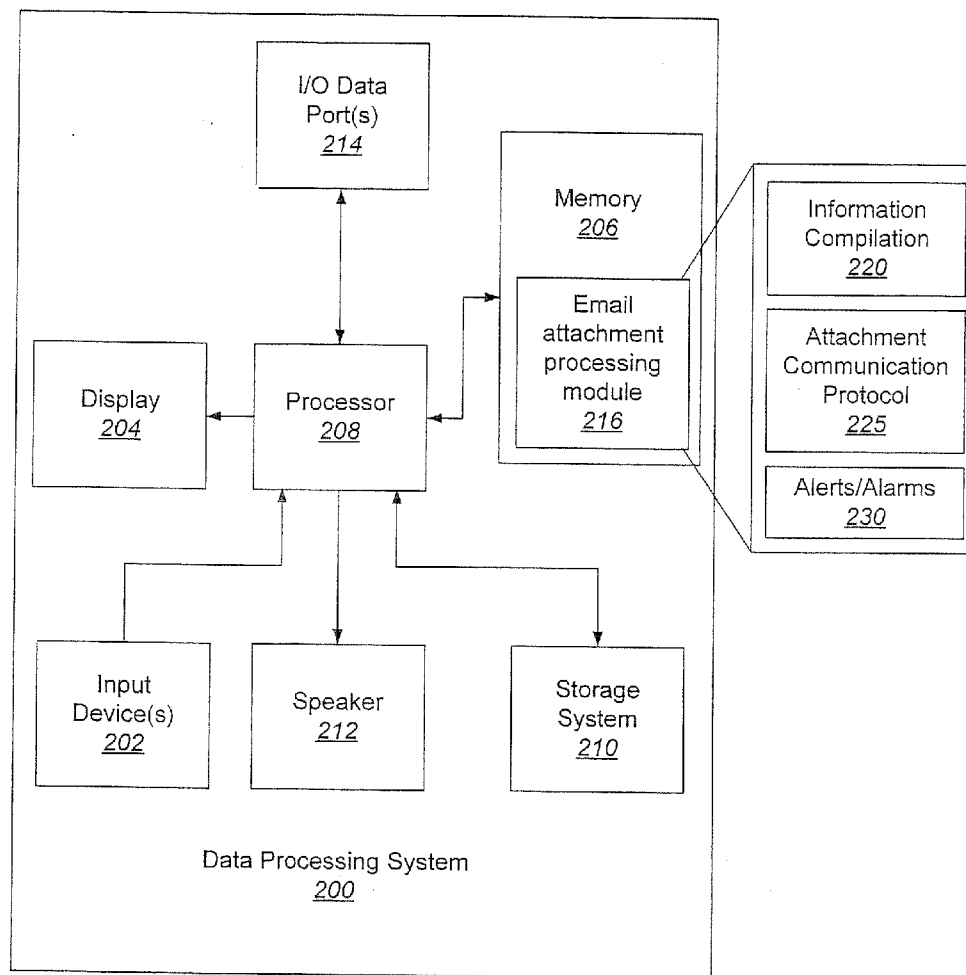 I/O Data
Port(s)
214
Memory
206
Email
attachment
processing
module
216
Information
Compilation
220
Attachment
Communication
Protocol
225
Alerts/Alarms
230
Display
204
Processor
208
Input
Device(s)
202
Speaker
212
Storage
System
210
Data Processing System
200